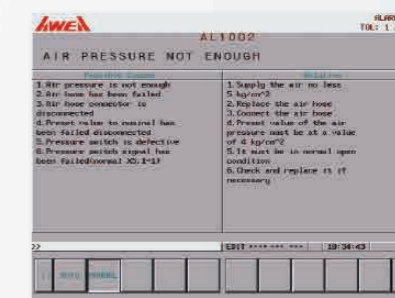 HWEN
ALARM
TOL: 1
AL1002
AIR PRESSURE NOT ENOUGH
Possible Causes
1.Air pressure is not enough
2.Air hose has been failed
3.Air hose connector is
disconnected
4.Preset value to nominal has
been failed disconnected
5.Pressure switch is defective
6.Pressure switch signal has
been failed(normal X5.1=1)
Solution
1.Supply the air no less
5 kg/cm^2
2.Replace the air hose
3.Connect the air hose
4.Preset value of the air
pressure must be at a value
of 4 kg/cm^2
5.It must be in normal open
condition
6.Check and replace it if
necessary
>>
EDIT **** *** ***
18:34:43
MANUAL